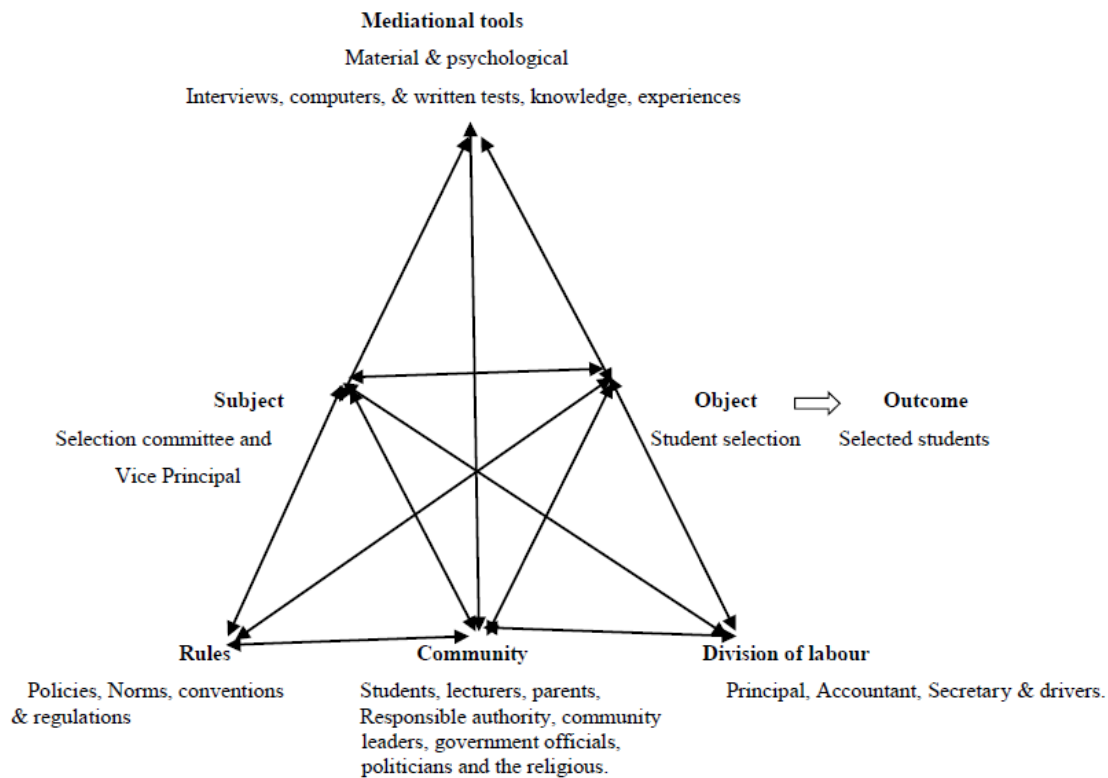 Mediational tools
Material & psychological
Interviews, computers, & written tests, knowledge, experiences
Subject
Selection committee and
Vice Principal
Object
Student selection
Outcome
Selected students
Rules
Policies, Norms, conventions
& regulations
Community
Students, lecturers, parents,
Responsible authority, community
leaders, government officials,
politicians and the religious.
Division of labour
Principal, Accountant, Secretary & drivers.